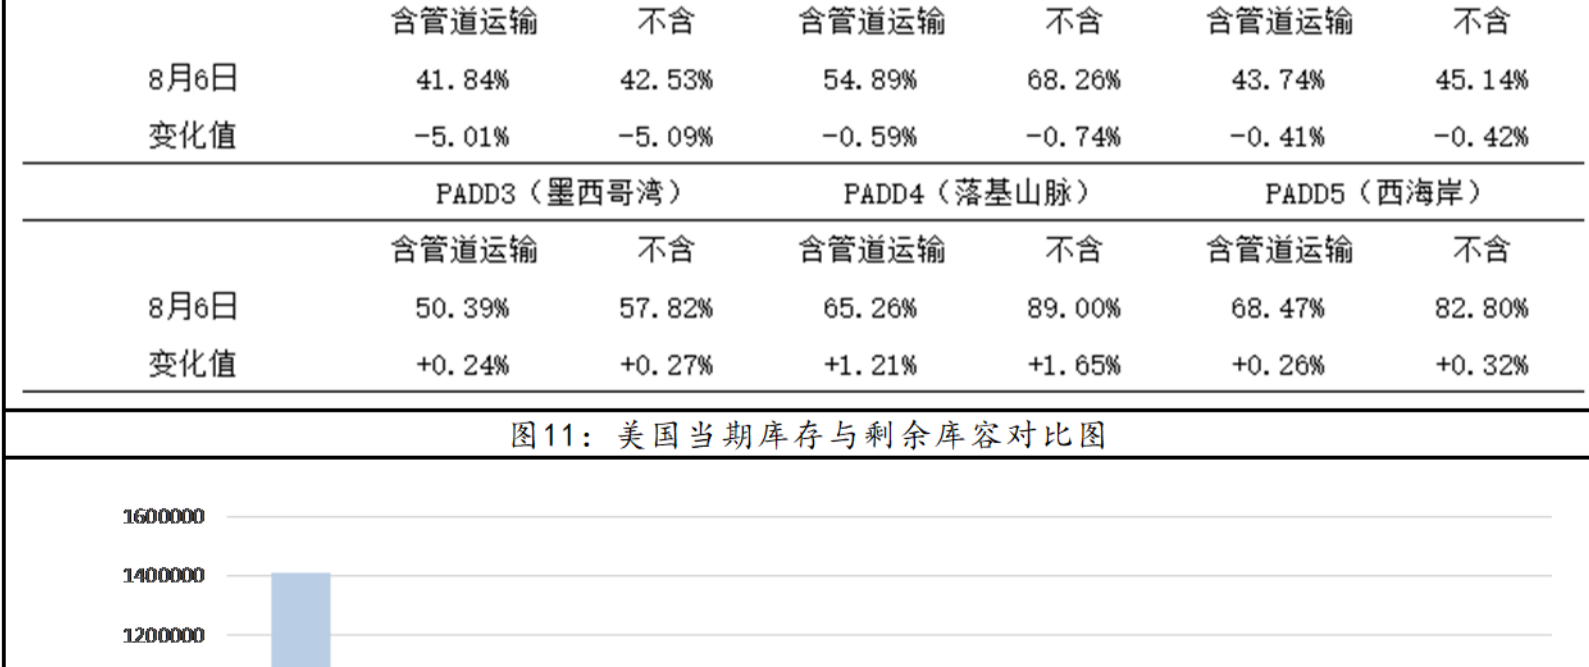 含管道运输 不含 含管道运输 不含 含管道运输 不含
8月6日 41.84% 42.53% 54.89% 68.26% 43.74% 45.14%
变化值 -5.01% -5.09% -0.59% -0.74% -0.41% -0.42%
PADD3（墨西哥湾） PADD4（落基山脉） PADD5（西海岸）
含管道运输 不含 含管道运输 不含 含管道运输 不含
8月6日 50.39% 57.82% 65.26% 89.00% 68.47% 82.80%
变化值 +0.24% +0.27% +1.21% +1.65% +0.26% +0.32%
图11：美国当期库存与剩余库容对比图
1600000
1400000
1200000